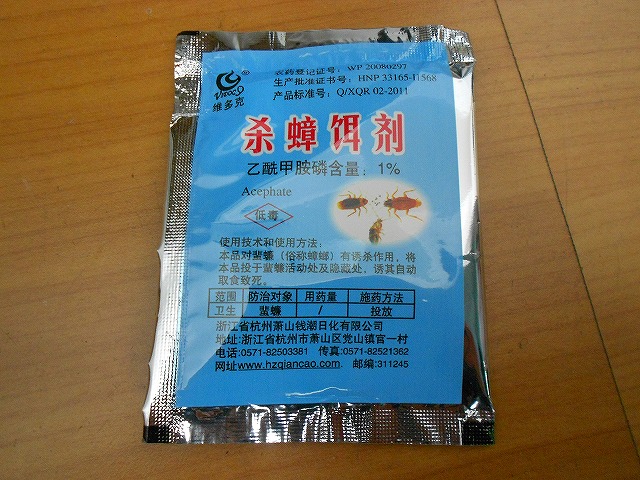 农药登记证号：WP 20080297
生产批准证书号：HNP 33165-I1568
产品标准号：Q/XQR 02-2011
维多克
杀蟑饵剂
乙酰甲胺磷含量：1%
Acephate
低毒
使用技术和使用方法：
本品对蜚蠊（俗称蟑螂）有诱杀作用，将
本品投于蜚蠊活动处及隐藏处，诱其自动
取食致死。
范围 防治对象 用药量 施药方法
卫生 蜚蠊 / 投放
浙江省杭州萧山钱潮日化有限公司
地址:浙江省杭州市萧山区党山镇官一村
电话:0571-82503381 传真:0571-82521362
网址www.hzqiancao.com 邮编:311245